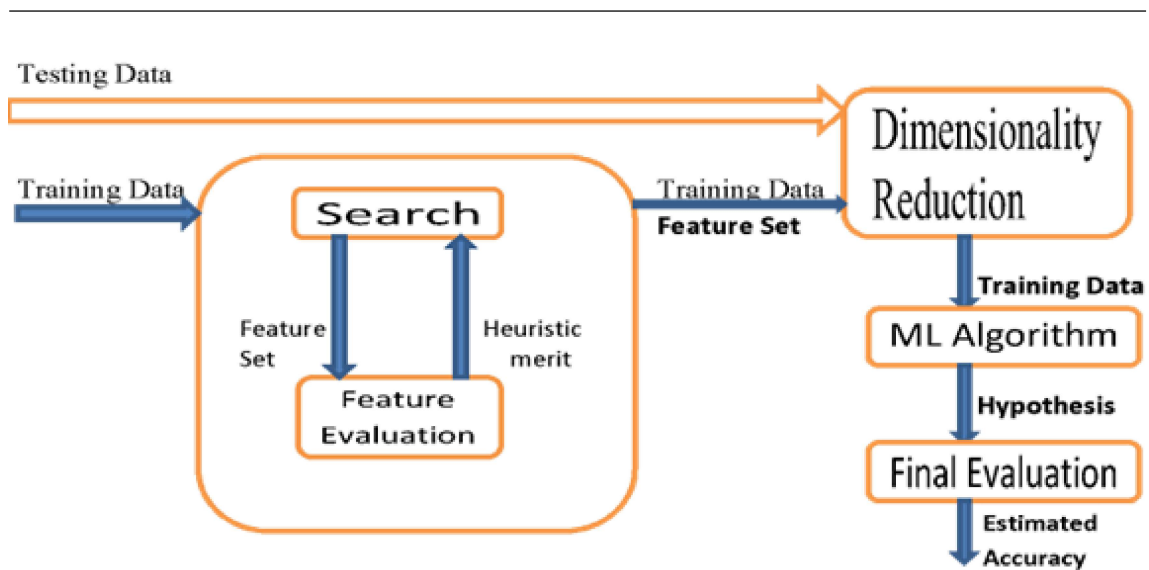 Testing Data
Dimensionality
Reduction
Training Data
Search
Training Data
Feature Set
Feature
Set
Heuristic
merit
Feature
Evaluation
Training Data
ML Algorithm
Hypothesis
Final Evaluation
Estimated
Accuracy